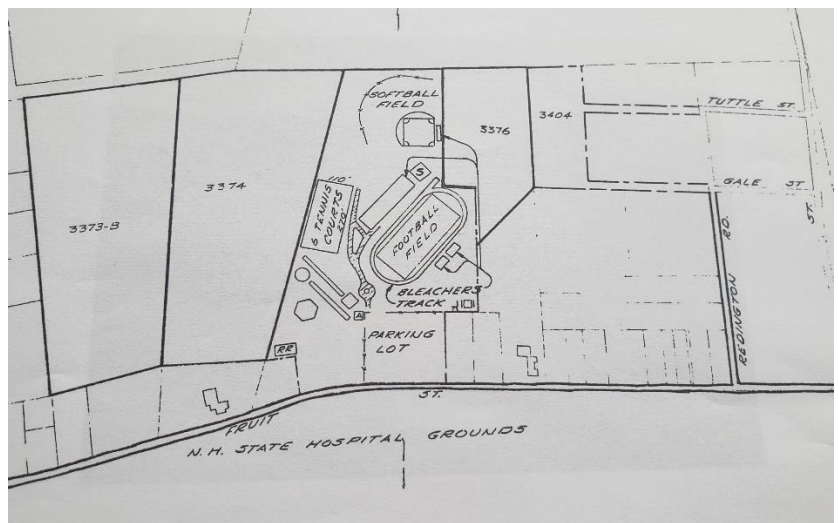 SOFTBALL
FIELD
3376
3404
TUTTLE ST.
3374
3373-B
S
GALE ST
110'
6 TENNIS
COURTS
270'
FOOTBALL
FIELD
ST.
REDINGTON RD.
BLEACHERS
TRACK
A
PARKING
LOT
RR
FRUIT ST.
N.H. STATE HOSPITAL GROUNDS